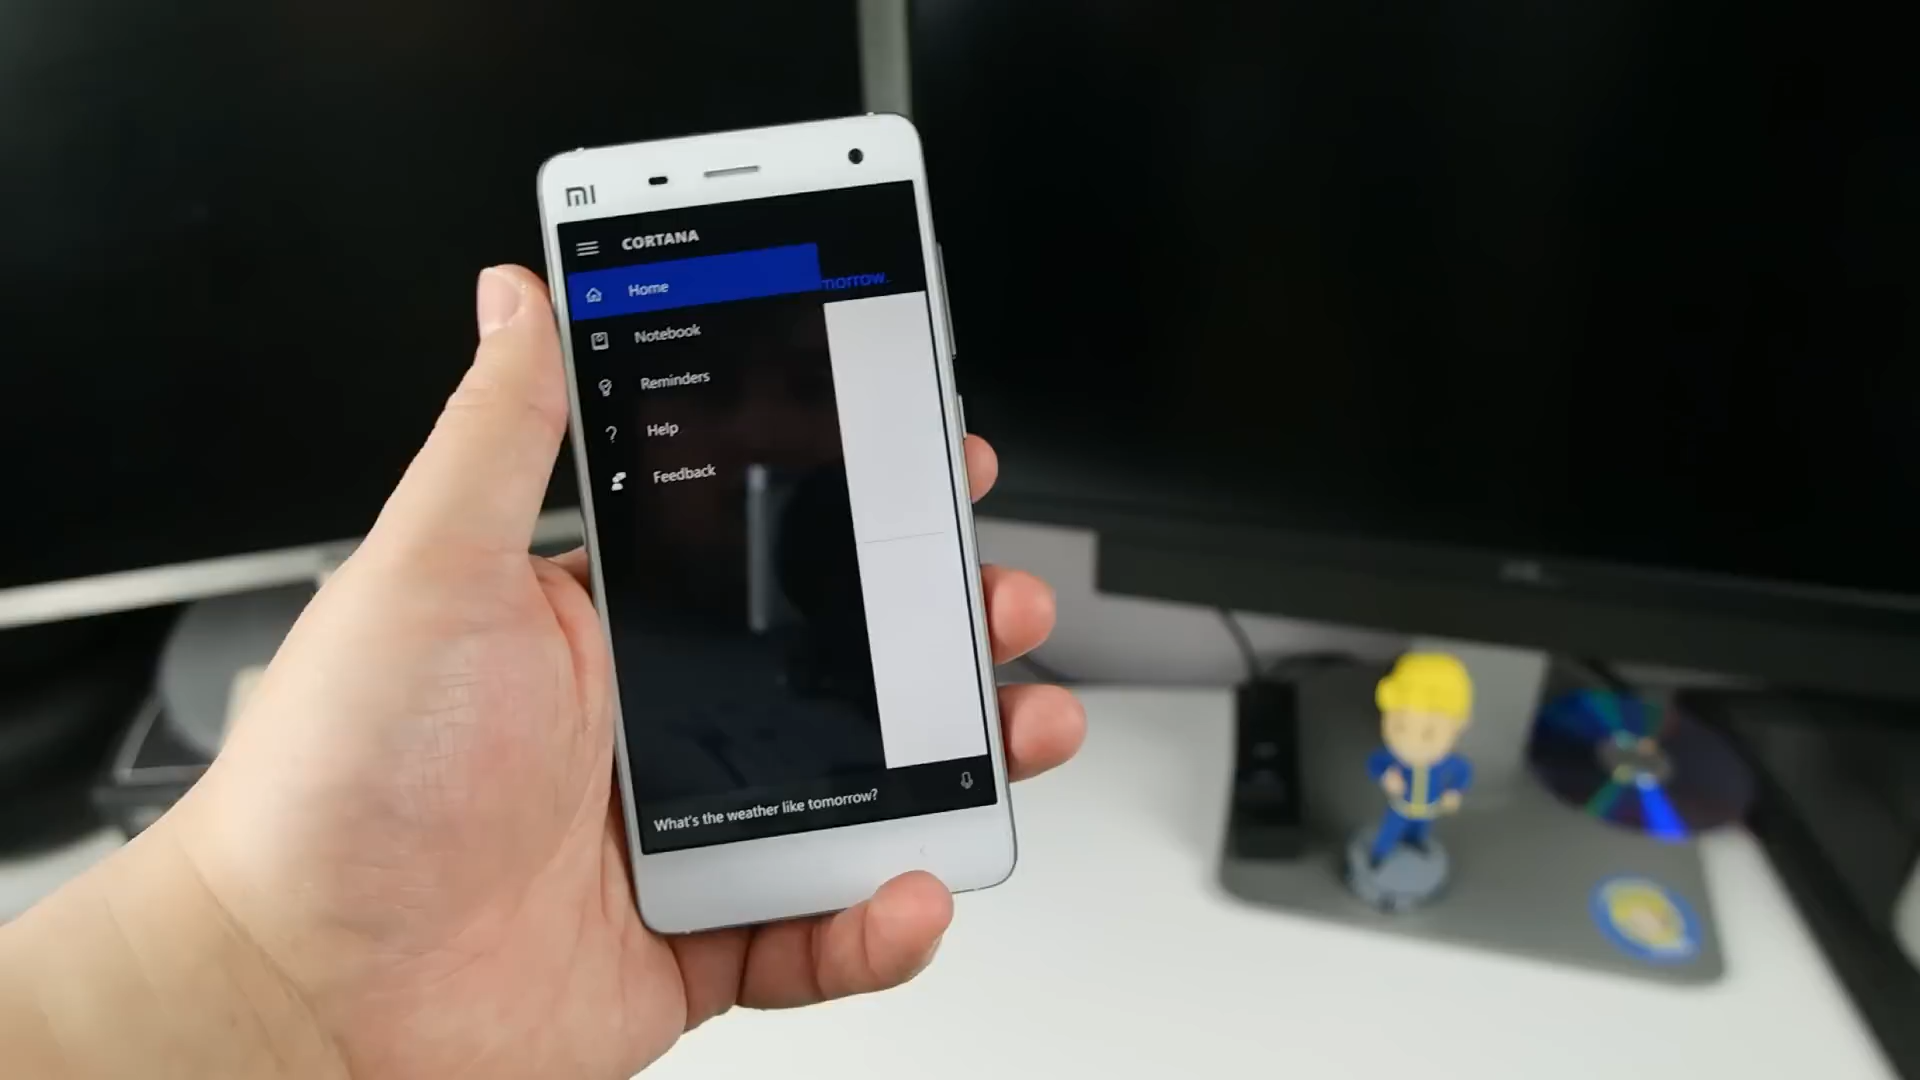 MI
CORTANA
Home
morrow.
Notebook
Reminders
?
Help
Feedback
What's the weather like tomorrow?